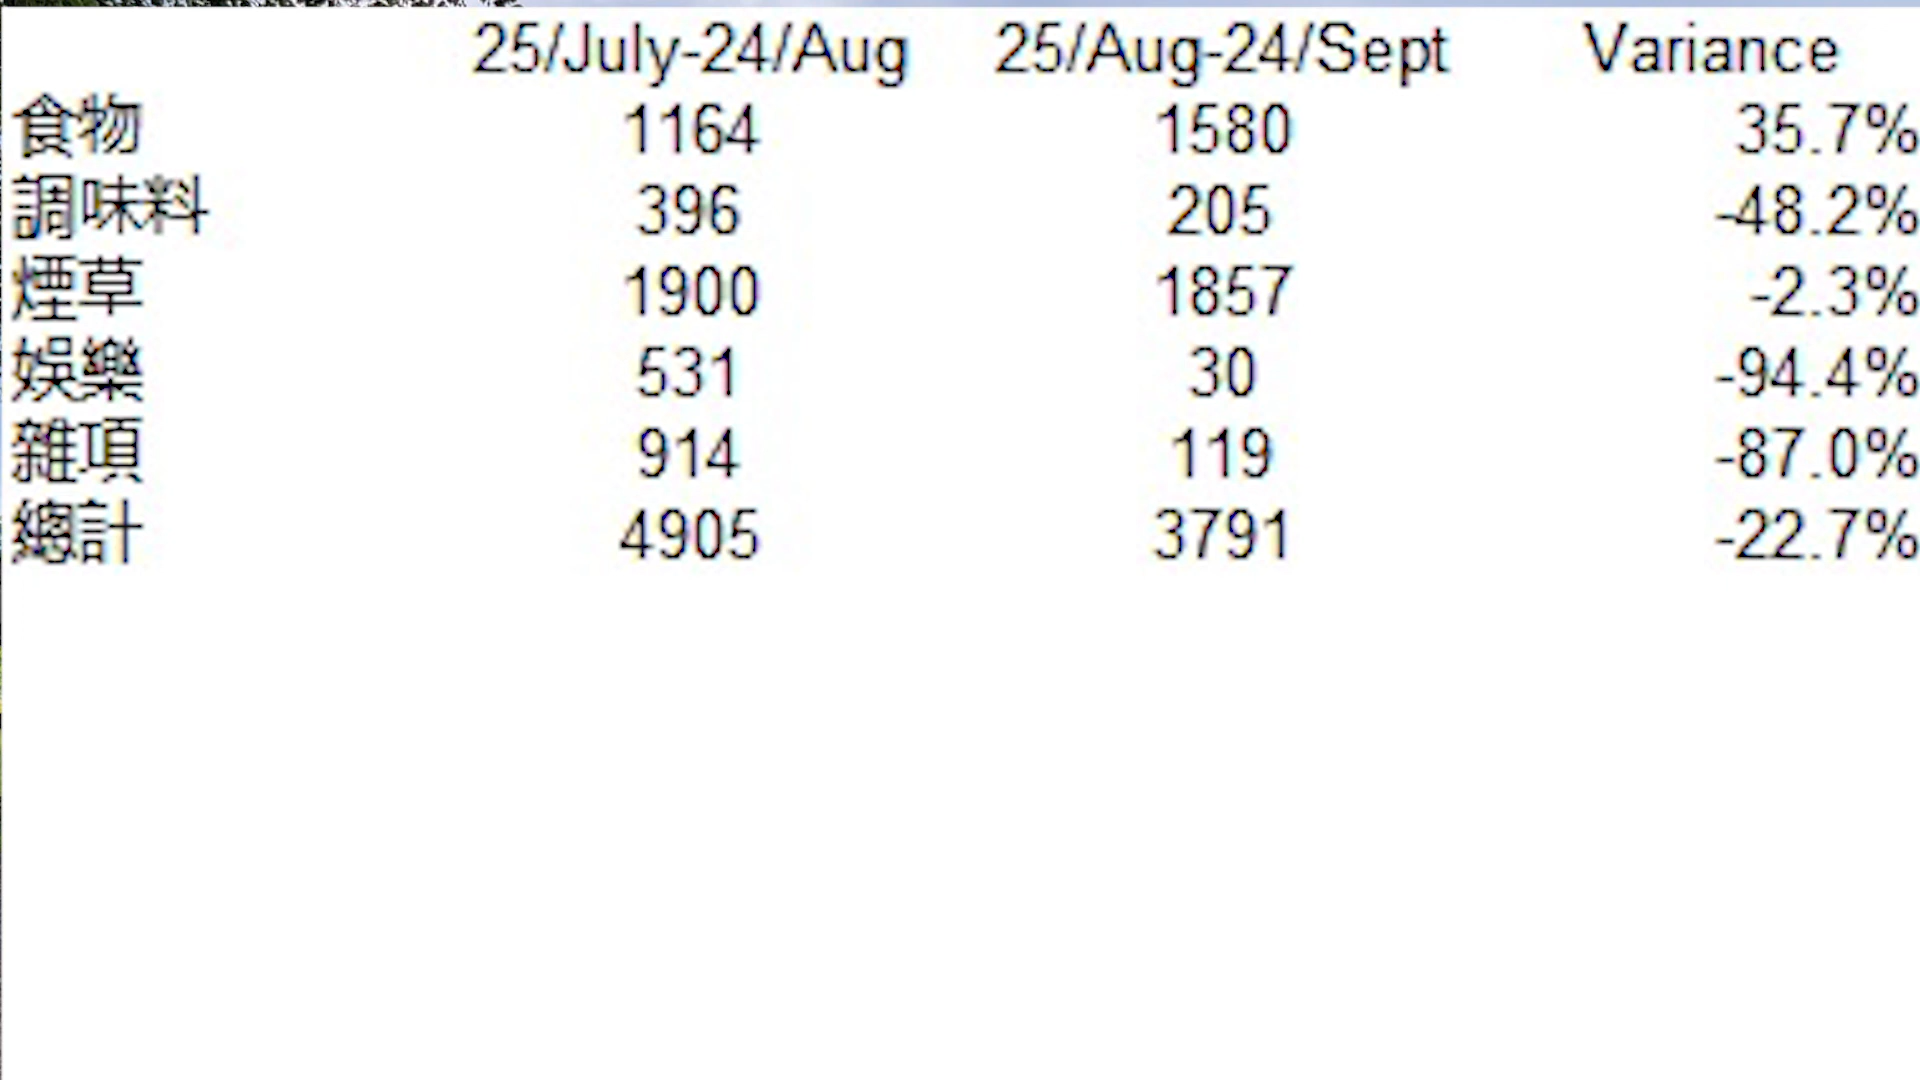 25/July-24/Aug 25/Aug-24/Sept Variance
食物 1164 1580 35.7%
調味料 396 205 -48.2%
煙草 1900 1857 -2.3%
娛樂 531 30 -94.4%
雜項 914 119 -87.0%
總計 4905 3791 -22.7%